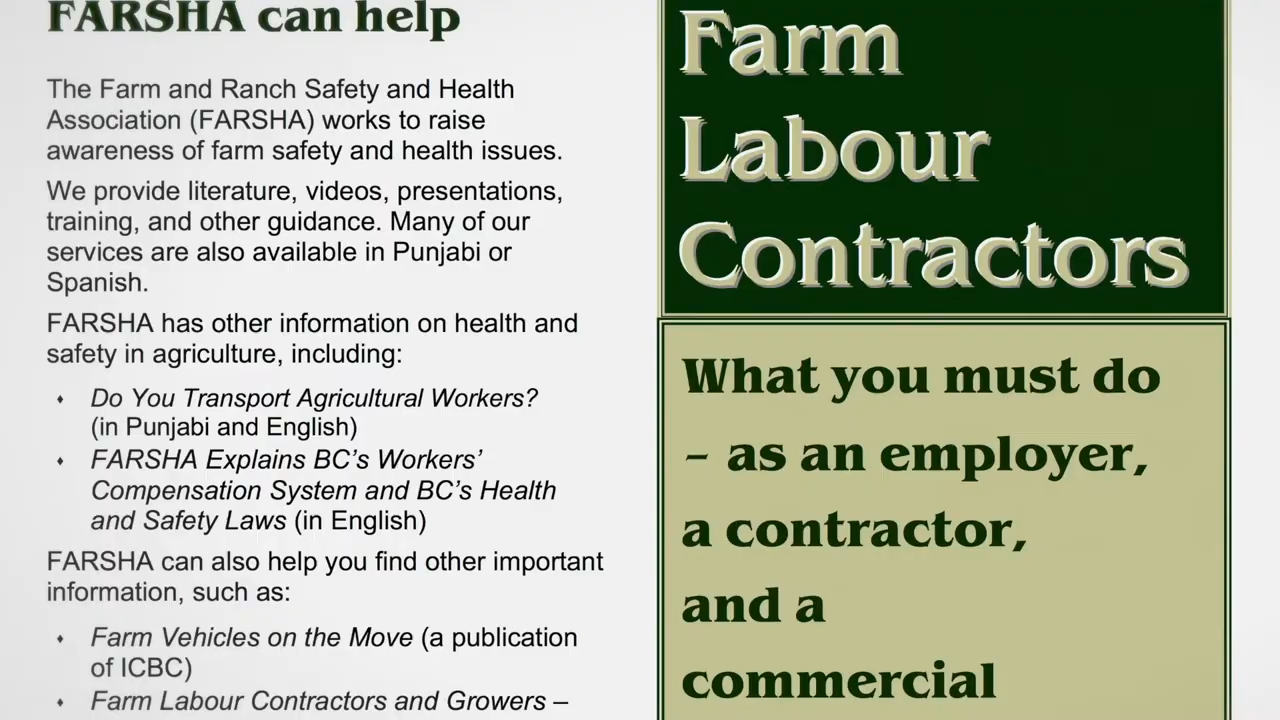 FARSHA can help
The Farm and Ranch Safety and Health
Association (FARSHA) works to raise
awareness of farm safety and health issues.
We provide literature, videos, presentations,
training, and other guidance. Many of our
services are also available in Punjabi or
Spanish.
FARSHA has other information on health and
safety in agriculture, including:
⬧ Do You Transport Agricultural Workers?
(in Punjabi and English)
⬧ FARSHA Explains BC’s Workers’
Compensation System and BC’s Health
and Safety Laws (in English)
FARSHA can also help you find other important
information, such as:
⬧ Farm Vehicles on the Move (a publication
of ICBC)
⬧ Farm Labour Contractors and Growers –
Farm
Labour
Contractors
What you must do
– as an employer,
a contractor,
and a
commercial